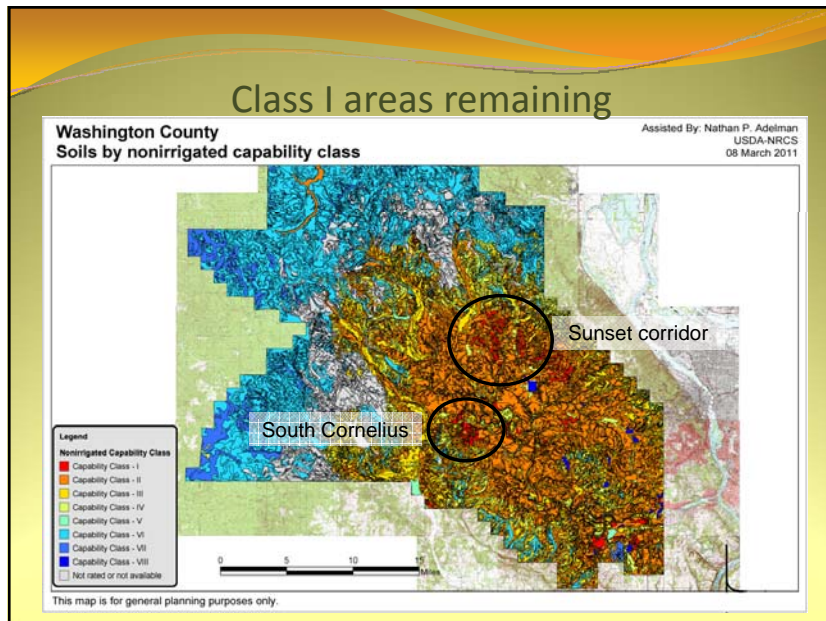 Class I areas remaining
Washington County
Soils by nonirrigated capability class
Assisted By: Nathan P. Adelman
USDA-NRCS
08 March 2011
Sunset corridor
South Cornelius
Legend
Nonirrigated Capability Class
Capability Class - I
Capability Class - II
Capability Class - III
Capability Class - IV
Capability Class - V
Capability Class - VI
Capability Class - VII
Capability Class - VIII
Not rated or not available
0 5 10 15
Miles
This map is for general planning purposes only.